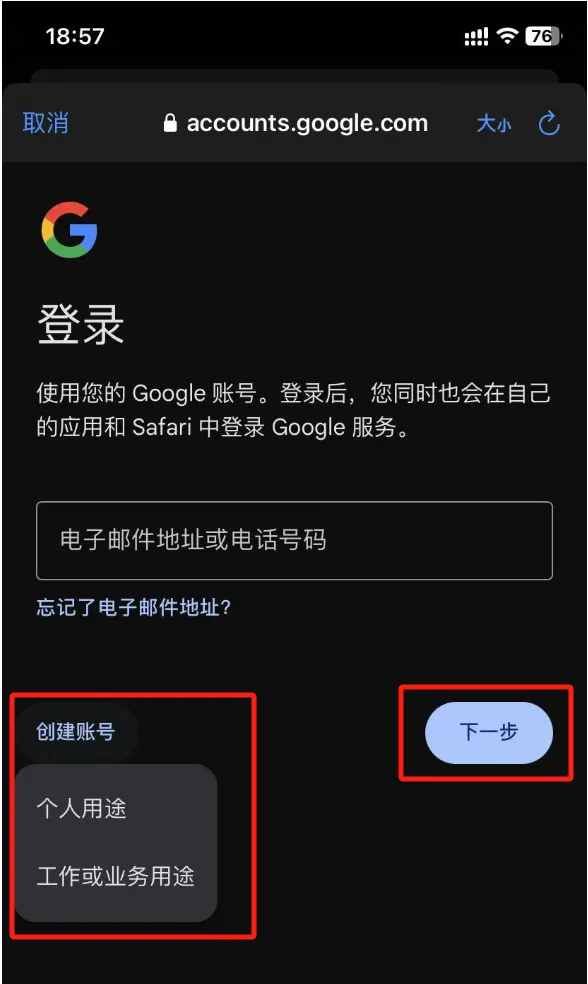 18:57
76
取消
accounts.google.com
大小
登录
使用您的 Google 账号。登录后，您同时也会在自己
的应用和 Safari 中登录 Google 服务。
电子邮件地址或电话号码
忘记了电子邮件地址?
创建账号
下一步
个人用途
工作或业务用途